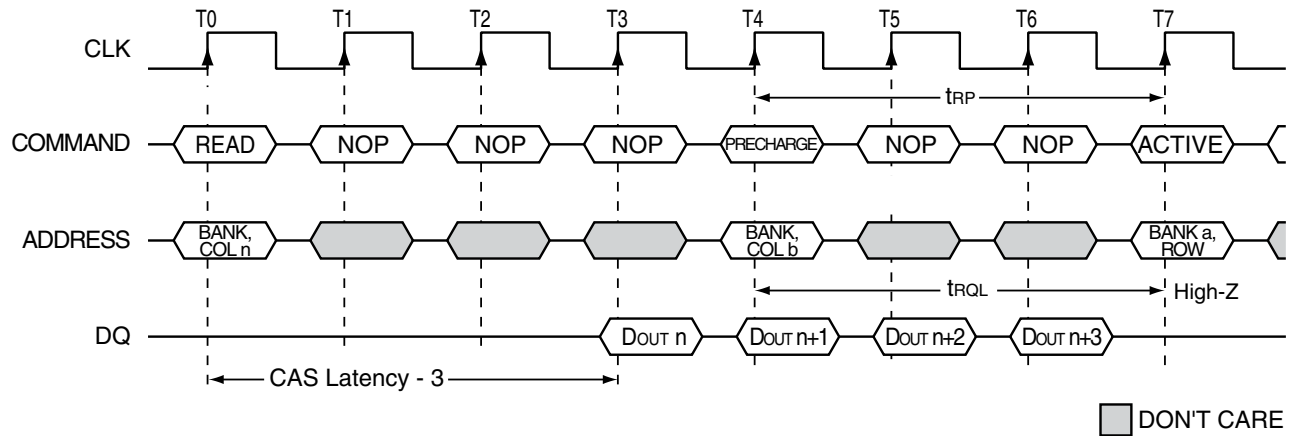 T0 T1 T2 T3 T4 T5 T6 T7
CLK
tRP
COMMAND READ NOP NOP NOP PRECHARGE NOP NOP ACTIVE
ADDRESS
BANK, COL n
BANK, COL b
BANK a, ROW
tRQL High-Z
DQ DOUT n DOUT n+1 DOUT n+2 DOUT n+3
CAS Latency - 3
DON'T CARE